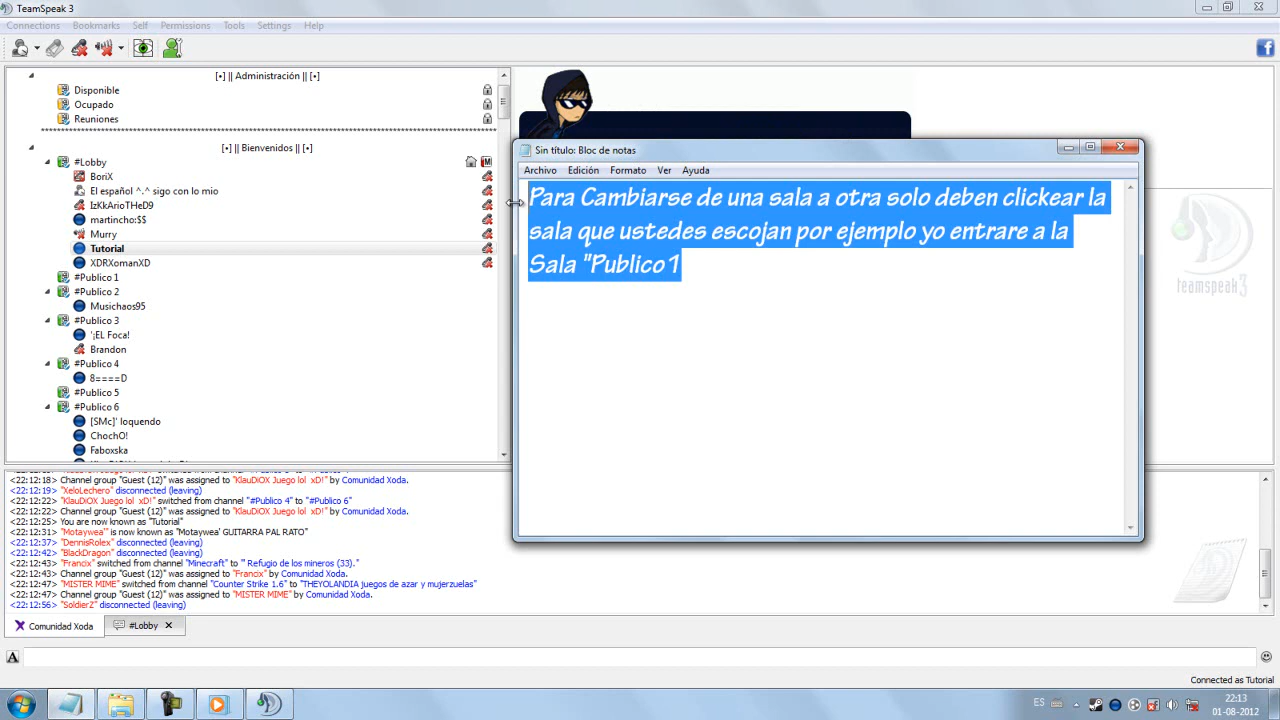 TeamSpeak 3
Connections Bookmarks Self Permissions Tools Settings Help
[•] || Administración | [•]
Disponible
Ocupado
Reuniones
[•] || Bienvenidos | [•]
#Lobby
BoriX
El español ^.^ sigo con lo mio
IzKkArioTHeD9
martincho:$$
Murry
Tutorial
XDRXomanXD
#Publico 1
#Publico 2
Musichaos95
#Publico 3
'¡EL Foca!
Brandon
#Publico 4
8====D
#Publico 5
#Publico 6
[SMc]' loquendo
ChochO!
Faboxska
Sin título: Bloc de notas
Archivo Edición Formato Ver Ayuda
Para Cambiarse de una sala a otra solo deben clickear la
sala que ustedes escojan por ejemplo yo entrare a la
Sala "Publico1
teamspeak3
<22:12:18> Channel group "Guest (12)" was assigned to "KlauDiOX Juego lol xD!" by Comunidad Xoda.
<22:12:19> "XeloLechero" disconnected (leaving)
<22:12:22> "KlauDiOX Juego lol xD!" switched from channel "#Publico 4" to "#Publico 6"
<22:12:22> Channel group "Guest (12)" was assigned to "KlauDiOX Juego lol xD!" by Comunidad Xoda.
<22:12:25> You are now known as "Tutorial"
<22:12:31> "Motaywea'" is now known as "Motaywea' GUITARRA PAL RATO"
<22:12:37> "DennisRolex" disconnected (leaving)
<22:12:42> "BlackDragon" disconnected (leaving)
<22:12:43> "Francix" switched from channel "Minecraft" to "' Refugio de los mineros (33)."
<22:12:43> Channel group "Guest (12)" was assigned to "Francix" by Comunidad Xoda.
<22:12:47> "MISTER MIME" switched from channel "Counter Strike 1.6" to "THEYOLANDIA juegos de azar y mujerzuelas"
<22:12:47> Channel group "Guest (12)" was assigned to "MISTER MIME" by Comunidad Xoda.
<22:12:56> "SoldierZ" disconnected (leaving)
Comunidad Xoda #Lobby
Connected as Tutorial
ES
22:13
01-08-2012